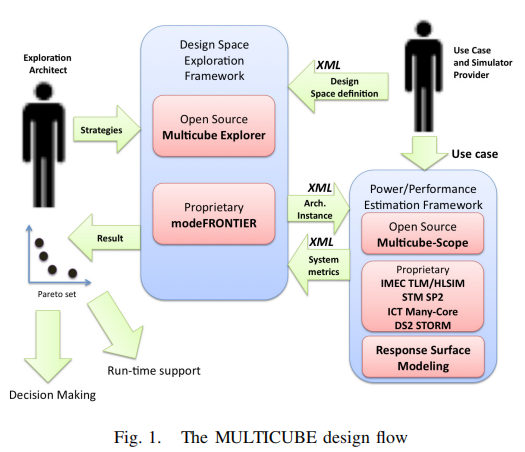 Exploration
Architect
Strategies
Design Space
Exploration
Framework
Open Source
Multicube Explorer
Proprietary
modeFRONTIER
XML
Design
Space definition
Use Case
and Simulator
Provider
Use case
XML
Arch.
Instance
XML
System
metrics
Power/Performance
Estimation Framework
Open Source
Multicube-Scope
Proprietary
IMEC TLM/HLSIM
STM SP2
ICT Many-Core
DS2 STORM
Response Surface
Modeling
Result
Pareto set
Run-time support
Decision Making
Fig. 1. The MULTICUBE design flow